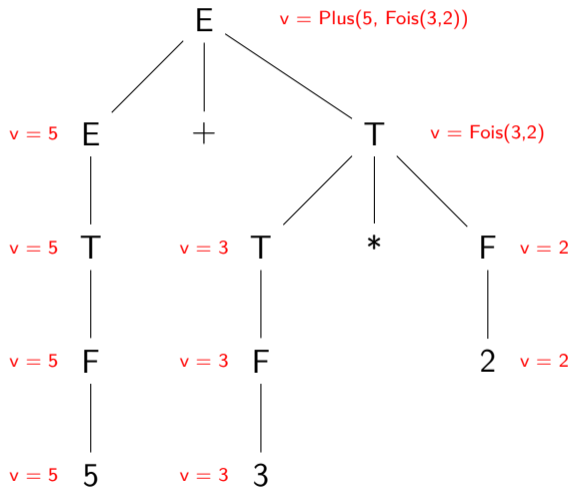 E v = Plus(5, Fois(3,2))
v = 5 E + T v = Fois(3,2)
v = 5 T v = 3 T * F v = 2
v = 5 F v = 3 F 2 v = 2
v = 5 5 v = 3 3